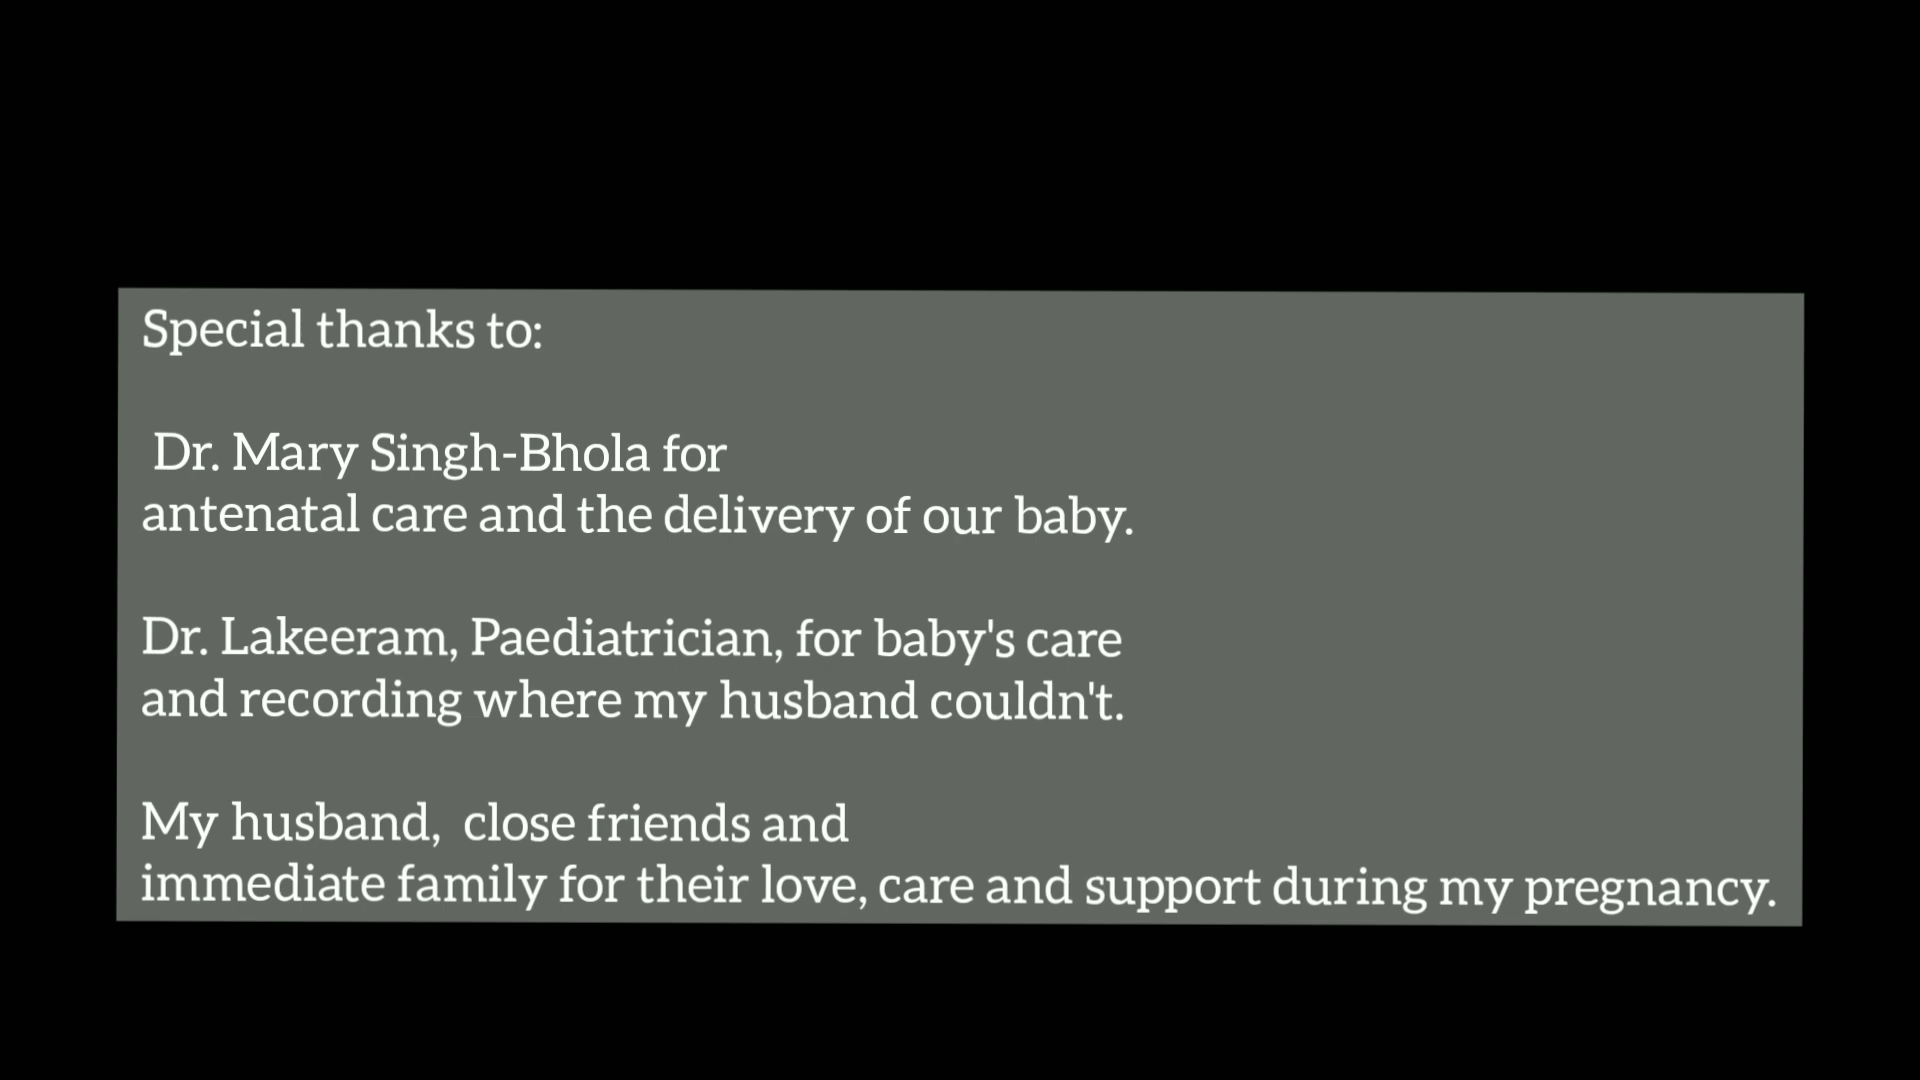 Special thanks to:
Dr. Mary Singh-Bhola for
antenatal care and the delivery of our baby.
Dr. Lakeeram, Paediatrician, for baby's care
and recording where my husband couldn't.
My husband,  close friends and
immediate family for their love, care and support during my pregnancy.